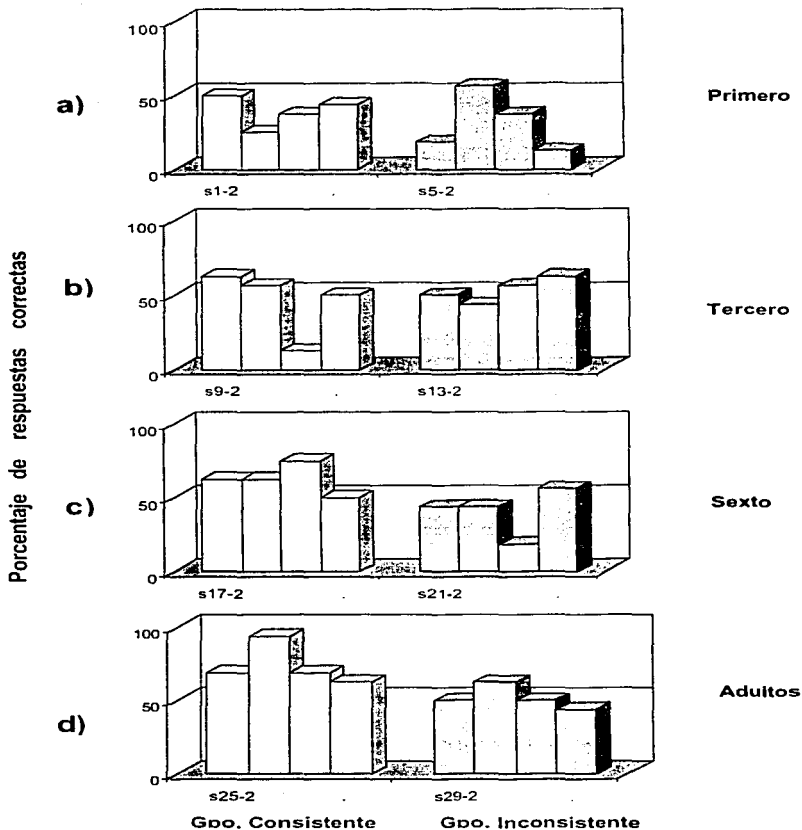 Porcentaje de respuestas correctas
a)
100
50
0
s1-2
s5-2
Primero
b)
100
50
0
s9-2
s13-2
Tercero
c)
100
50
0
s17-2
s21-2
Sexto
d)
100
50
0
s25-2
s29-2
Aduitos
Gpo. Consistente
Gpo. Inconsistente